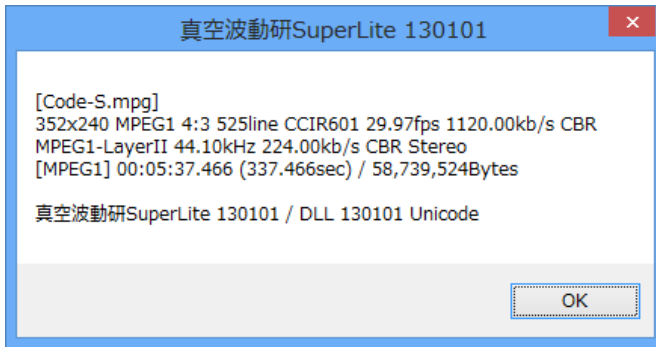 真空波動研SuperLite 130101
[Code-S.mpg]
352x240 MPEG1 4:3 525line CCIR601 29.97fps 1120.00kb/s CBR
MPEG1-LayerII 44.10kHz 224.00kb/s CBR Stereo
[MPEG1] 00:05:37.466 (337.466sec) / 58,739,524Bytes
真空波動研SuperLite 130101 / DLL 130101 Unicode
OK